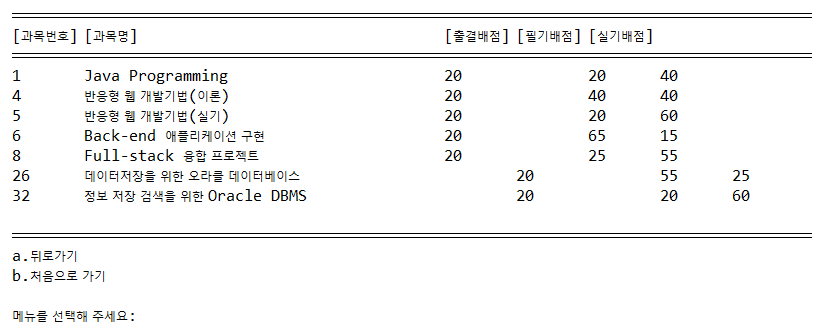 [과목번호] [과목명] [출결배점] [필기배점] [실기배점]
1 Java Programming 20 20 40
4 반응형 웹 개발기법(이론) 20 40 40
5 반응형 웹 개발기법(실기) 20 20 60
6 Back-end 애플리케이션 구현 20 65 15
8 Full-stack 융합 프로젝트 20 25 55
26 데이터저장을 위한 오라클 데이터베이스 20 55 25
32 정보 저장 검색을 위한 Oracle DBMS 20 20 60
a.뒤로가기
b.처음으로 가기
메뉴를 선택해 주세요: